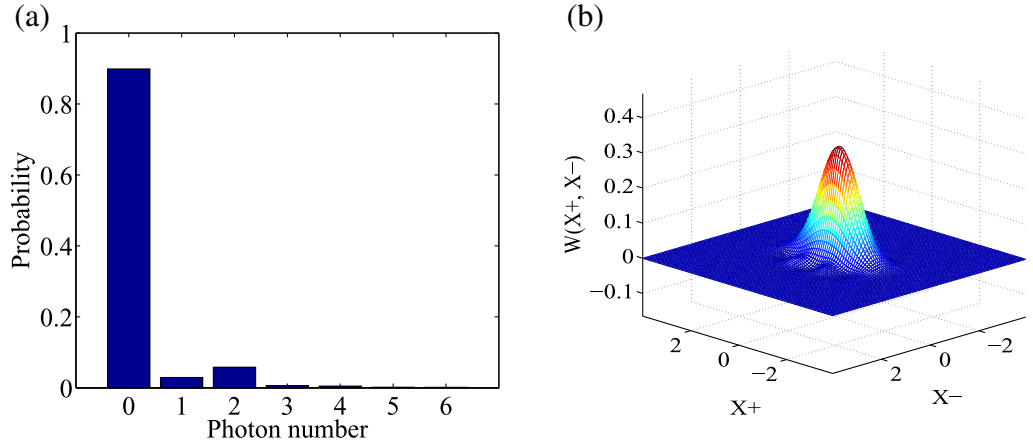 (a)
1
0.8
0.6
0.4
0.2
0
Probability
0 1 2 3 4 5 6
Photon number
(b)
0.4
0.3
0.2
0.1
0
−0.1
W(X+, X−)
2 0 −2
X+
2 0 −2
X−